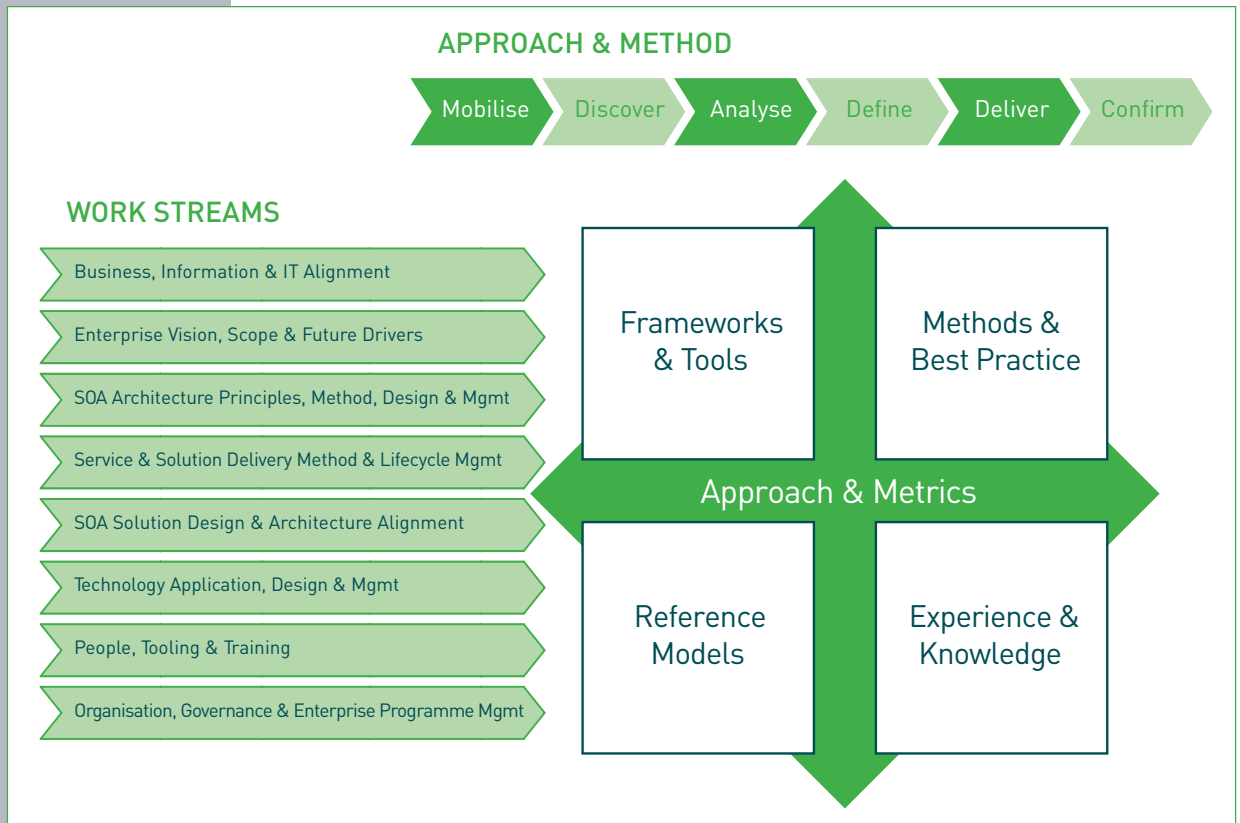 APPROACH & METHOD
Mobilise
Discover
Analyse
Define
Deliver
Confirm
WORK STREAMS
Business, Information & IT Alignment
Enterprise Vision, Scope & Future Drivers
SOA Architecture Principles, Method, Design & Mgmt
Service & Solution Delivery Method & Lifecycle Mgmt
SOA Solution Design & Architecture Alignment
Technology Application, Design & Mgmt
People, Tooling & Training
Organisation, Governance & Enterprise Programme Mgmt
Frameworks
& Tools
Methods &
Best Practice
Approach & Metrics
Reference
Models
Experience &
Knowledge